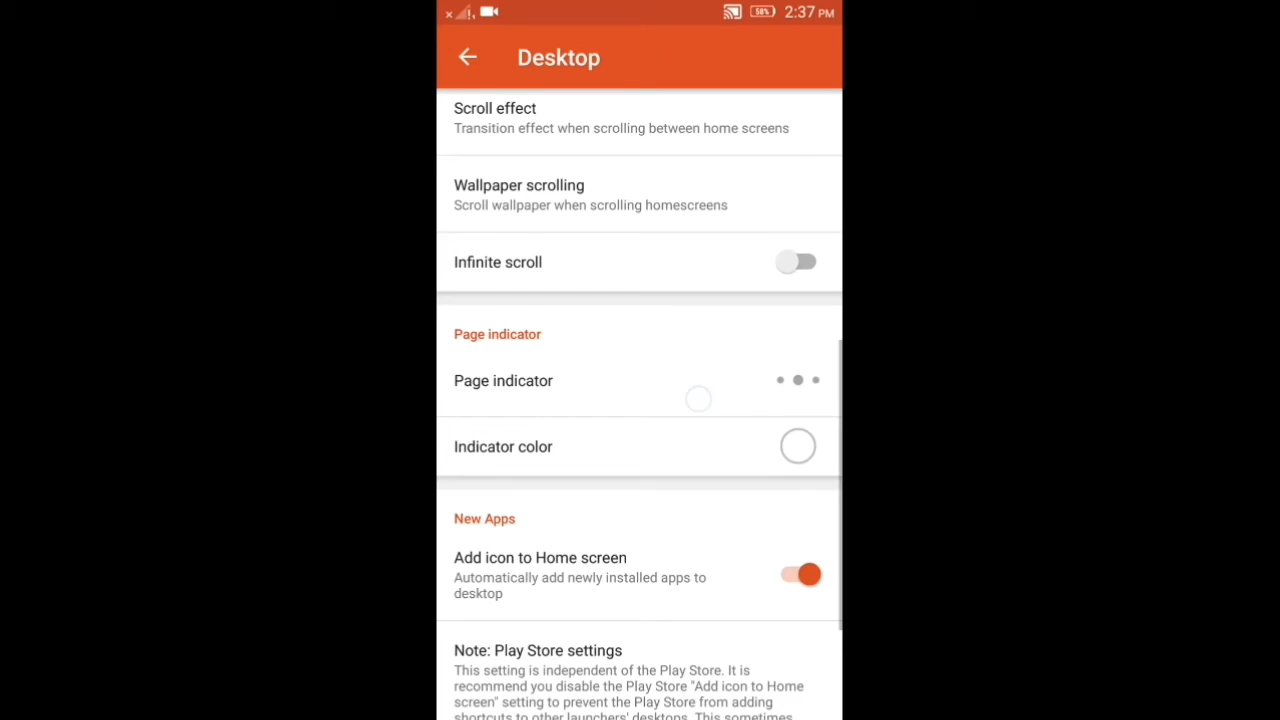 58%
2:37 PM
Desktop
Scroll effect
Transition effect when scrolling between home screens
Wallpaper scrolling
Scroll wallpaper when scrolling homescreens
Infinite scroll
Page indicator
Page indicator
Indicator color
New Apps
Add icon to Home screen
Automatically add newly installed apps to
desktop
Note: Play Store settings
This setting is independent of the Play Store. It is
recommend you disable the Play Store "Add icon to Home
screen" setting to prevent the Play Store from adding
shortcuts to other launchers' desktops. This sometimes